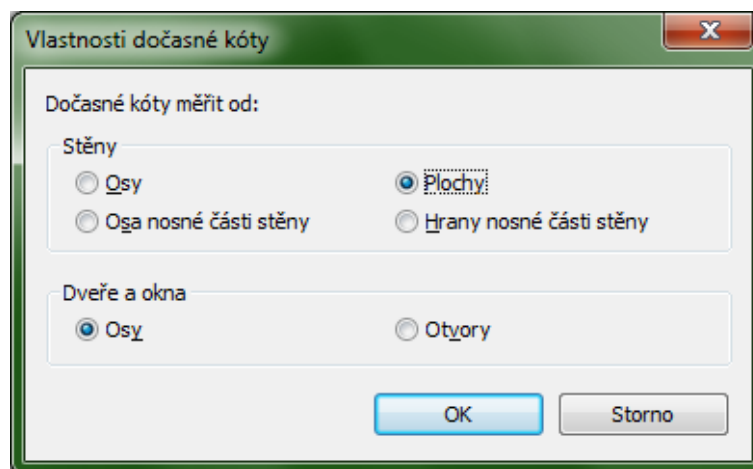 Vlastnosti dočasné kóty
Dočasné kóty měřit od:
Stěny
Osy
Plochy
Osa nosné části stěny
Hrany nosné části stěny
Dveře a okna
Osy
Otvory
OK
Storno